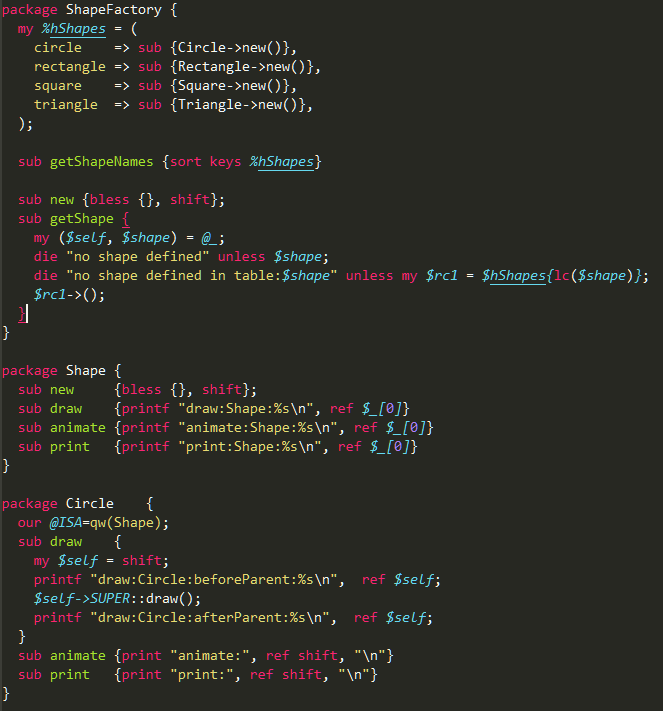 package ShapeFactory {
  my %hShapes = (
    circle    => sub {Circle->new()},
    rectangle => sub {Rectangle->new()},
    square    => sub {Square->new()},
    triangle  => sub {Triangle->new()},
  );

  sub getShapeNames {sort keys %hShapes}

  sub new {bless {}, shift};
  sub getShape {
    my ($self, $shape) = @_;
    die "no shape defined" unless $shape;
    die "no shape defined in table:$shape" unless my $rc1 = $hShapes{lc($shape)};
    $rc1->();
  }
}

package Shape {
  sub new     {bless {}, shift};
  sub draw    {printf "draw:Shape:%s\n", ref $_[0]}
  sub animate {printf "animate:Shape:%s\n", ref $_[0]}
  sub print   {printf "print:Shape:%s\n", ref $_[0]}
}

package Circle    {
  our @ISA=qw(Shape);
  sub draw    {
    my $self = shift;
    printf "draw:Circle:beforeParent:%s\n",  ref $self;
    $self->SUPER::draw();
    printf "draw:Circle:afterParent:%s\n",  ref $self;
  }
  sub animate {print "animate:", ref shift, "\n"}
  sub print   {print "print:", ref shift, "\n"}
}